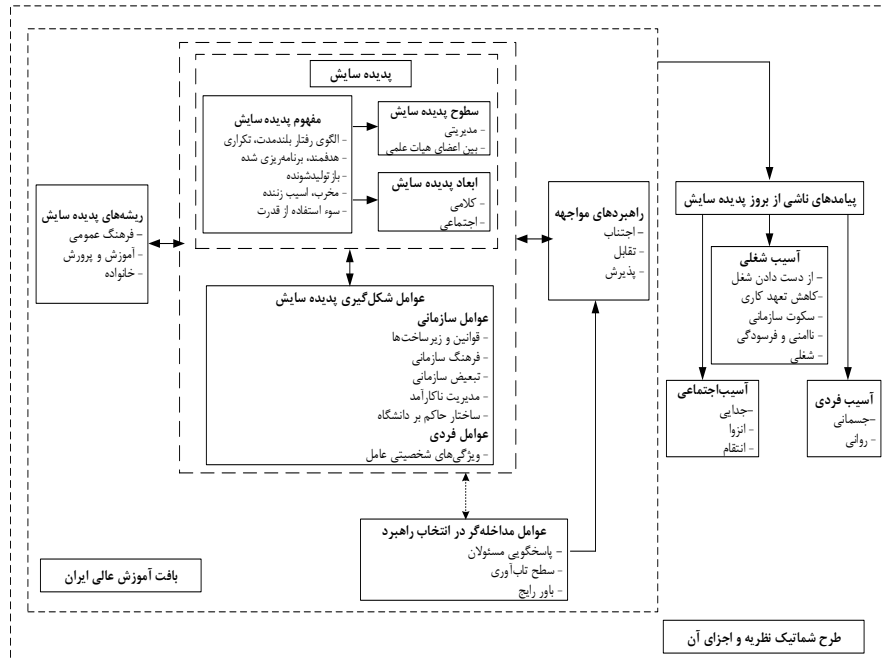 پدیده سایش
مفهوم پدیده سایش
- الگوی رفتار بلندمدت، تکراری
- هدفمند، برنامه‌ریزی شده
- بازتولیدشونده
- مخرب، اسیب زننده
- سوء استفاده از قدرت
سطوح پدیده سایش
- مدیریتی
- بین اعضای هیات علمی
ابعاد پدیده سایش
- کلامی
- اجتماعی
ریشه‌های پدیده سایش
- فرهنگ عمومی
- آموزش و پرورش
- خانواده
راهبردهای مواجهه
- اجتناب
- تقابل
- پذیرش
عوامل شکل‌گیری پدیده سایش
عوامل سازمانی
- قوانین و زیرساخت‌ها
- فرهنگ سازمانی
- تبعیض سازمانی
- مدیریت ناکارآمد
- ساختار حاکم بر دانشگاه
عوامل فردی
- ویژگی‌های شخصیتی عامل
عوامل مداخله‌گر در انتخاب راهبرد
- پاسخگویی مسئولان
- سطح تاب‌آوری
- باور رایج
بافت آموزش عالی ایران
پیامدهای ناشی از بروز پدیده سایش
آسیب شغلی
- از دست دادن شغل
-کاهش تعهد کاری
- سکوت سازمانی
- ناامنی و فرسودگی
- شغلی
آسیب فردی
-جسمانی
- روانی
آسیب‌اجتماعی
-جدایی
- انزوا
- انتقام
طرح شماتیک نظریه و اجزای آن